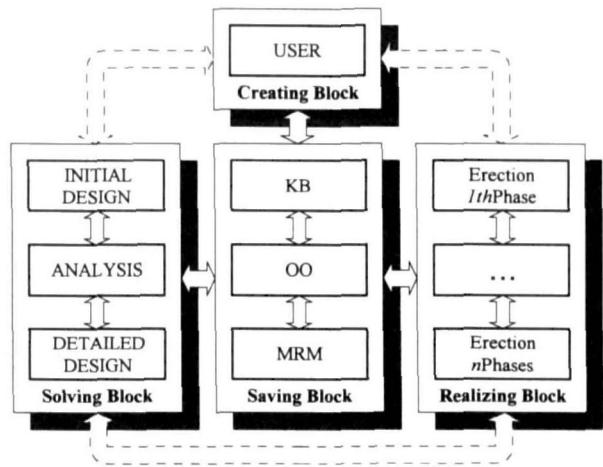 USER
Creating Block
INITIAL
DESIGN
ANALYSIS
DETAILED
DESIGN
Solving Block
KB
OO
MRM
Saving Block
Erection
1thPhase
...
Erection
nPhases
Realizing Block